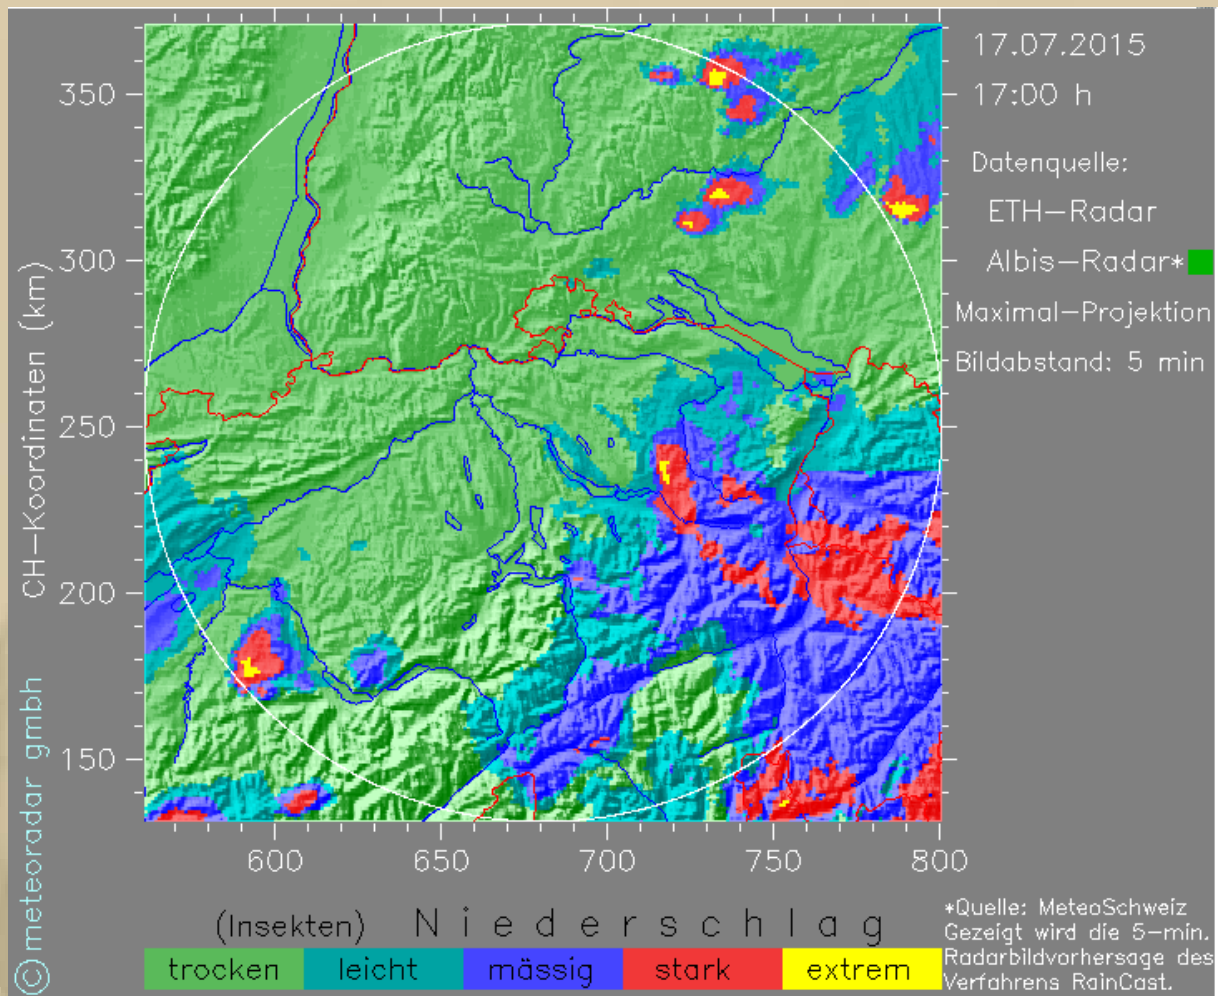 17.07.2015
17:00 h
Datenquelle:
ETH-Radar
Albis-Radar*
Maximal-Projektion
Bildabstand: 5 min
CH-Koordinaten (km)
350
300
250
200
150
600
650
700
750
800
© meteoradar gmbh
(Insekten) Niederschlag
trocken leicht mässig stark extrem
*Quelle: MeteoSchweiz
Gezeigt wird die 5-min.
Radarbildvorhersage des
Verfahrens RainCast.